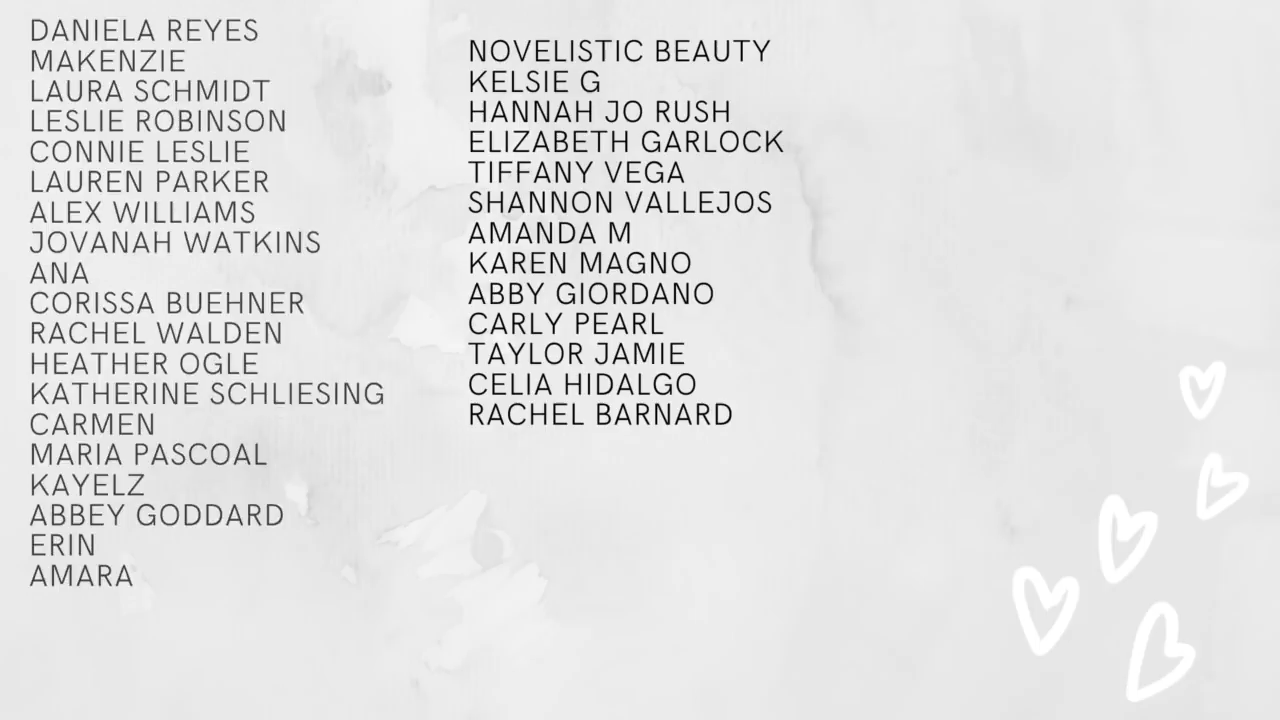 DANIELA REYES
MAKENZIE
LAURA SCHMIDT
LESLIE ROBINSON
CONNIE LESLIE
LAUREN PARKER
ALEX WILLIAMS
JOVANAH WATKINS
ANA
CORISSA BUEHNER
RACHEL WALDEN
HEATHER OGLE
KATHERINE SCHLIESING
CARMEN
MARIA PASCOAL
KAYELZ
ABBEY GODDARD
ERIN
AMARA
NOVELISTIC BEAUTY
KELSIE G
HANNAH JO RUSH
ELIZABETH GARLOCK
TIFFANY VEGA
SHANNON VALLEJOS
AMANDA M
KAREN MAGNO
ABBY GIORDANO
CARLY PEARL
TAYLOR JAMIE
CELIA HIDALGO
RACHEL BARNARD